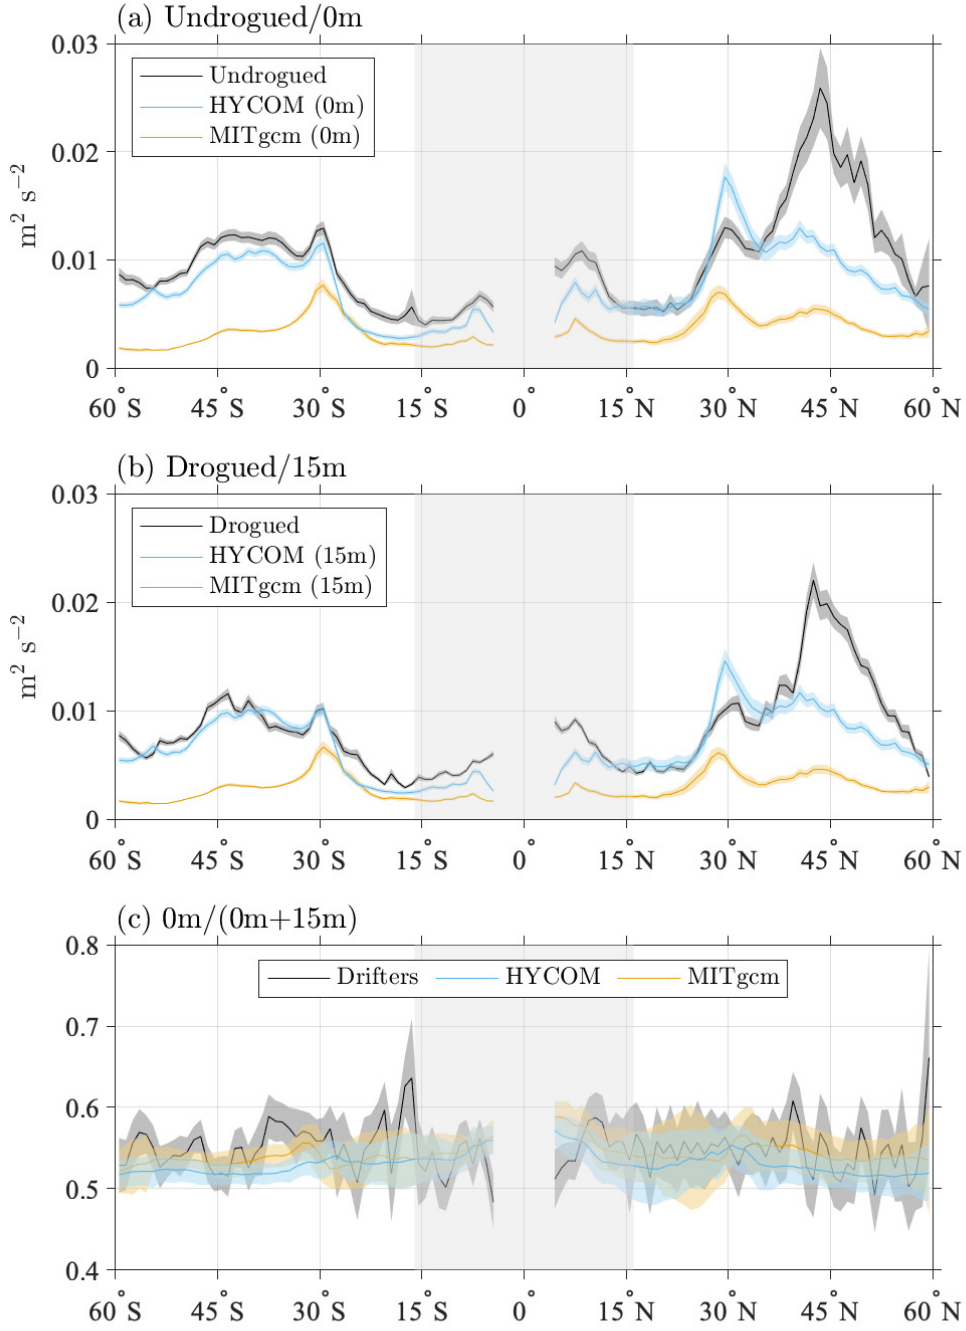 (a) Undrogued/0m
0.03
Undrogued
HYCOM (0m)
MITgcm (0m)
0.02
m² s⁻²
0.01
0
60°S 45°S 30°S 15°S 0° 15°N 30°N 45°N 60°N
(b) Drogued/15m
0.03
Drogued
HYCOM (15m)
MITgcm (15m)
0.02
m² s⁻²
0.01
0
60°S 45°S 30°S 15°S 0° 15°N 30°N 45°N 60°N
(c) 0m/(0m+15m)
0.8
Drifters HYCOM MITgcm
0.7
0.6
0.5
0.4
60°S 45°S 30°S 15°S 0° 15°N 30°N 45°N 60°N